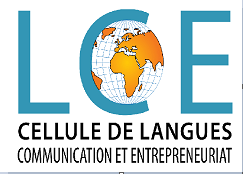 LCE
CELLULE DE LANGUES
COMMUNICATION ET ENTREPRENEURIAT